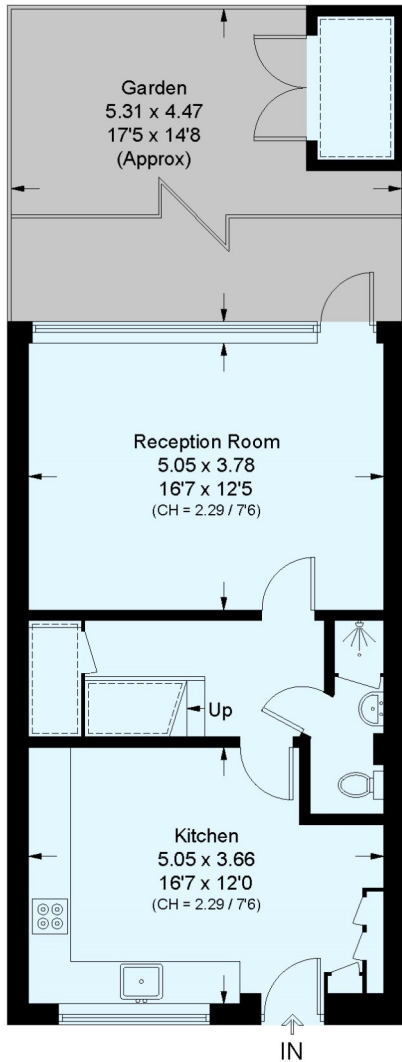 Garden
5.31 x 4.47
17'5 x 14'8
(Approx)
Reception Room
5.05 x 3.78
16'7 x 12'5
(CH = 2.29 / 7'6)
Up
Kitchen
5.05 x 3.66
16'7 x 12'0
(CH = 2.29 / 7'6)
IN